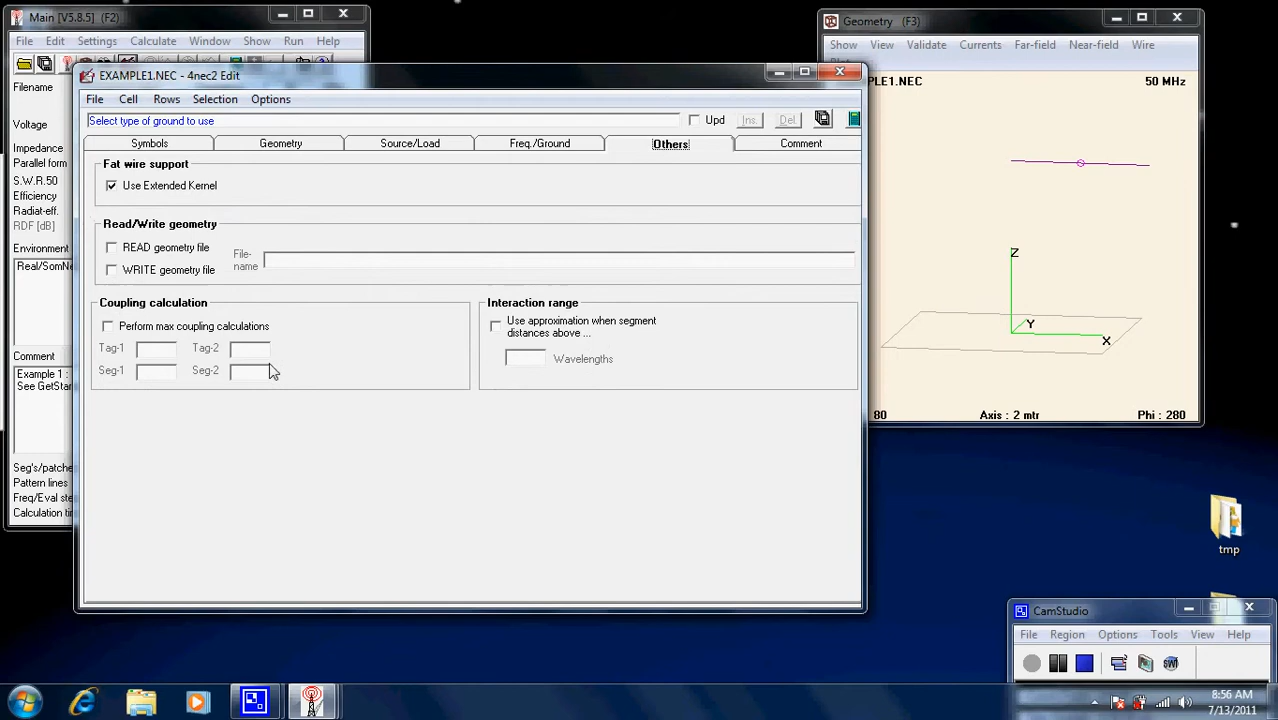 Main [V5.8.5] (F2)
File Edit Settings Calculate Window Show Run Help
Filename
Voltage
Impedance
Parallel form
S.W.R.50
Efficiency
Radiat-eff.
RDF [dB]
Environment
Comment
Example 1 :
Seg's/patche
Pattern lines
Freq/Eval ste
Calculation ti
EXAMPLE1.NEC - 4nec2 Edit
File Cell Rows Selection Options
Select type of ground to use
Upd Ins. Del.
Symbols Geometry Source/Load Freq./Ground Others Comment
Fat wire support
Use Extended Kernel
Read/Write geometry
READ geometry file
WRITE geometry file
File-
name
Coupling calculation
Perform max coupling calculations
Tag-1 Tag-2
Seg-1 Seg-2
Interaction range
Use approximation when segment
distances above ...
Wavelengths
Geometry (F3)
Show View Validate Currents Far-field Near-field Wire
PLE1.NEC 50 MHz
Z
Y
X
80 Axis : 2 mtr Phi : 280
tmp
CamStudio
File Region Options Tools View Help
SWF
8:56 AM
7/13/2011